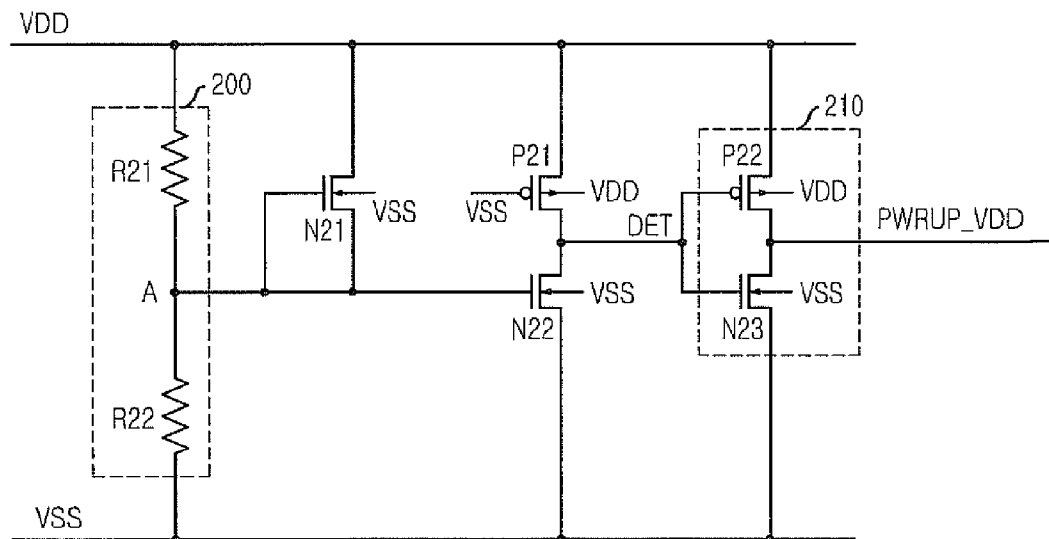 VDD
200
210
R21
P21
P22
VSS
N21
VSS
VDD
DET
VDD
PWRUP_VDD
A
N22
VSS
N23
VSS
R22
VSS